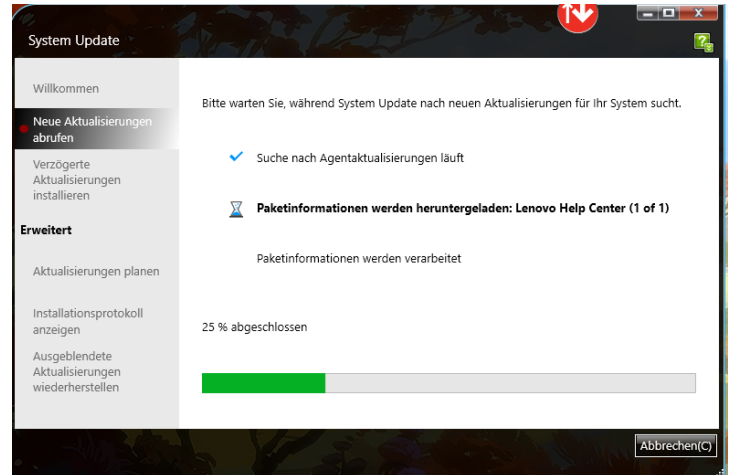 System Update
Willkommen
Neue Aktualisierungen
abrufen
Verzögerte
Aktualisierungen
installieren
Erweitert
Aktualisierungen planen
Installationsprotokoll
anzeigen
Ausgeblendete
Aktualisierungen
wiederherstellen
Bitte warten Sie, während System Update nach neuen Aktualisierungen für Ihr System sucht.
Suche nach Agentaktualisierungen läuft
Paketinformationen werden heruntergeladen: Lenovo Help Center (1 of 1)
Paketinformationen werden verarbeitet
25 % abgeschlossen
Abbrechen(C)